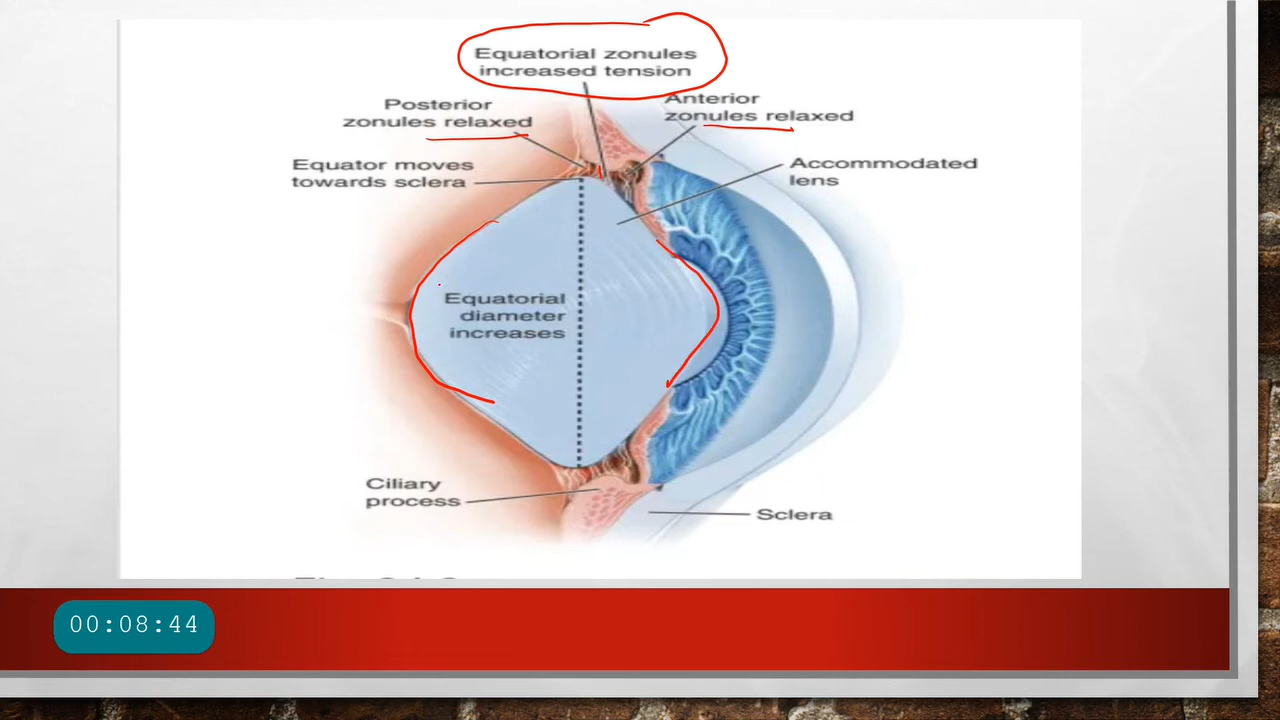 Equatorial zonules
increased tension
Posterior
zonules relaxed
Anterior
zonules relaxed
Equator moves
towards sclera
Accommodated
lens
Equatorial
diameter
increases
Ciliary
process
Sclera
00:08:44